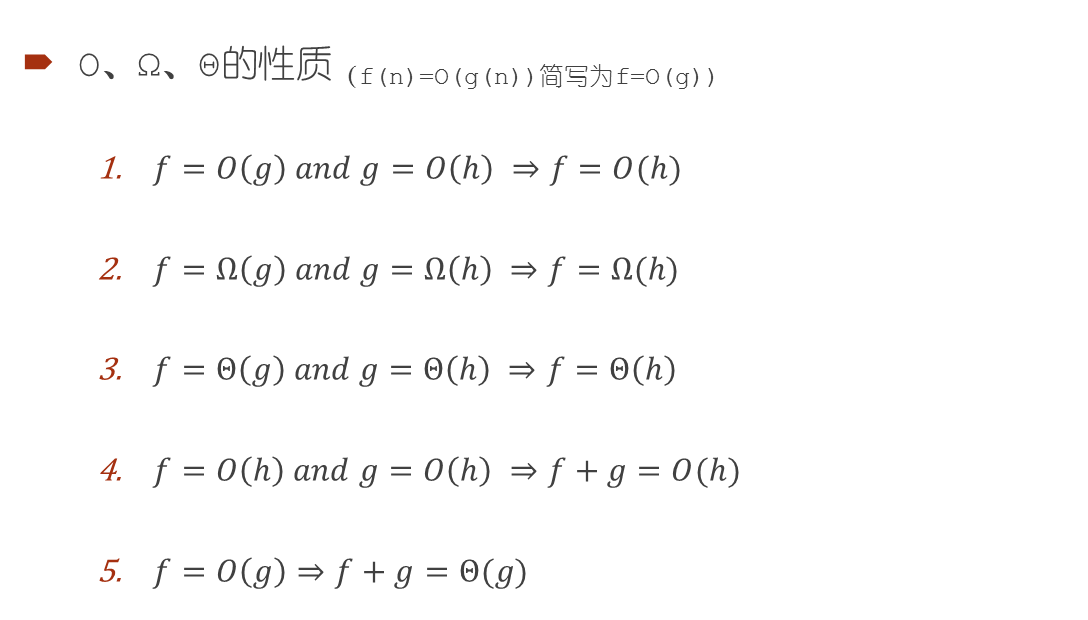 O、Ω、Θ的性质 (f(n)=O(g(n))简写为f=O(g))
1. f = O(g) and g = O(h) ⇒ f = O(h)
2. f = Ω(g) and g = Ω(h) ⇒ f = Ω(h)
3. f = Θ(g) and g = Θ(h) ⇒ f = Θ(h)
4. f = O(h) and g = O(h) ⇒ f + g = O(h)
5. f = O(g) ⇒ f + g = Θ(g)